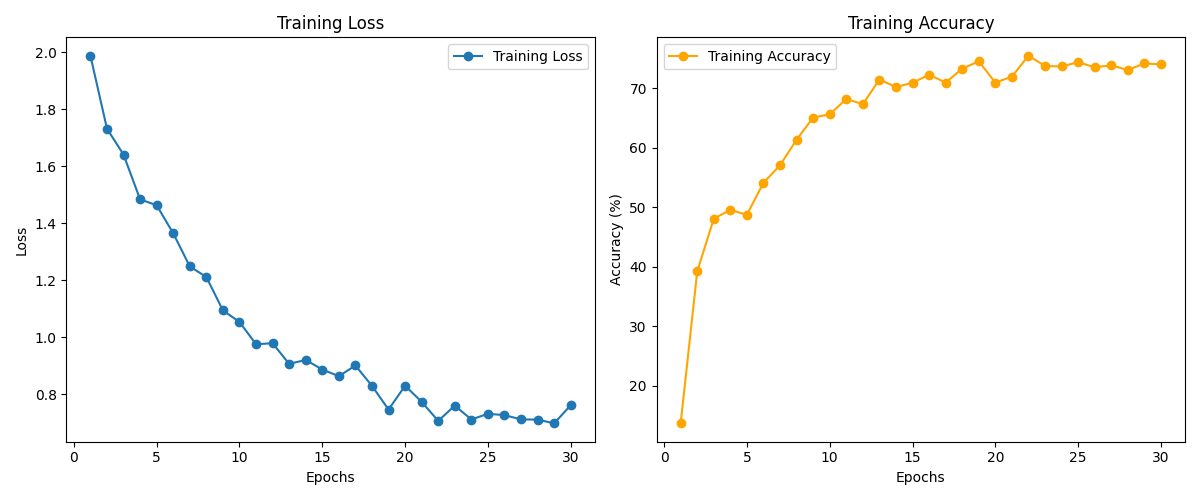 Training Loss
Training Loss
2.0
1.8
1.6
1.4
1.2
1.0
0.8
Loss
0 5 10 15 20 25 30
Epochs
Training Accuracy
Training Accuracy
70
60
50
40
30
20
Accuracy (%)
0 5 10 15 20 25 30
Epochs